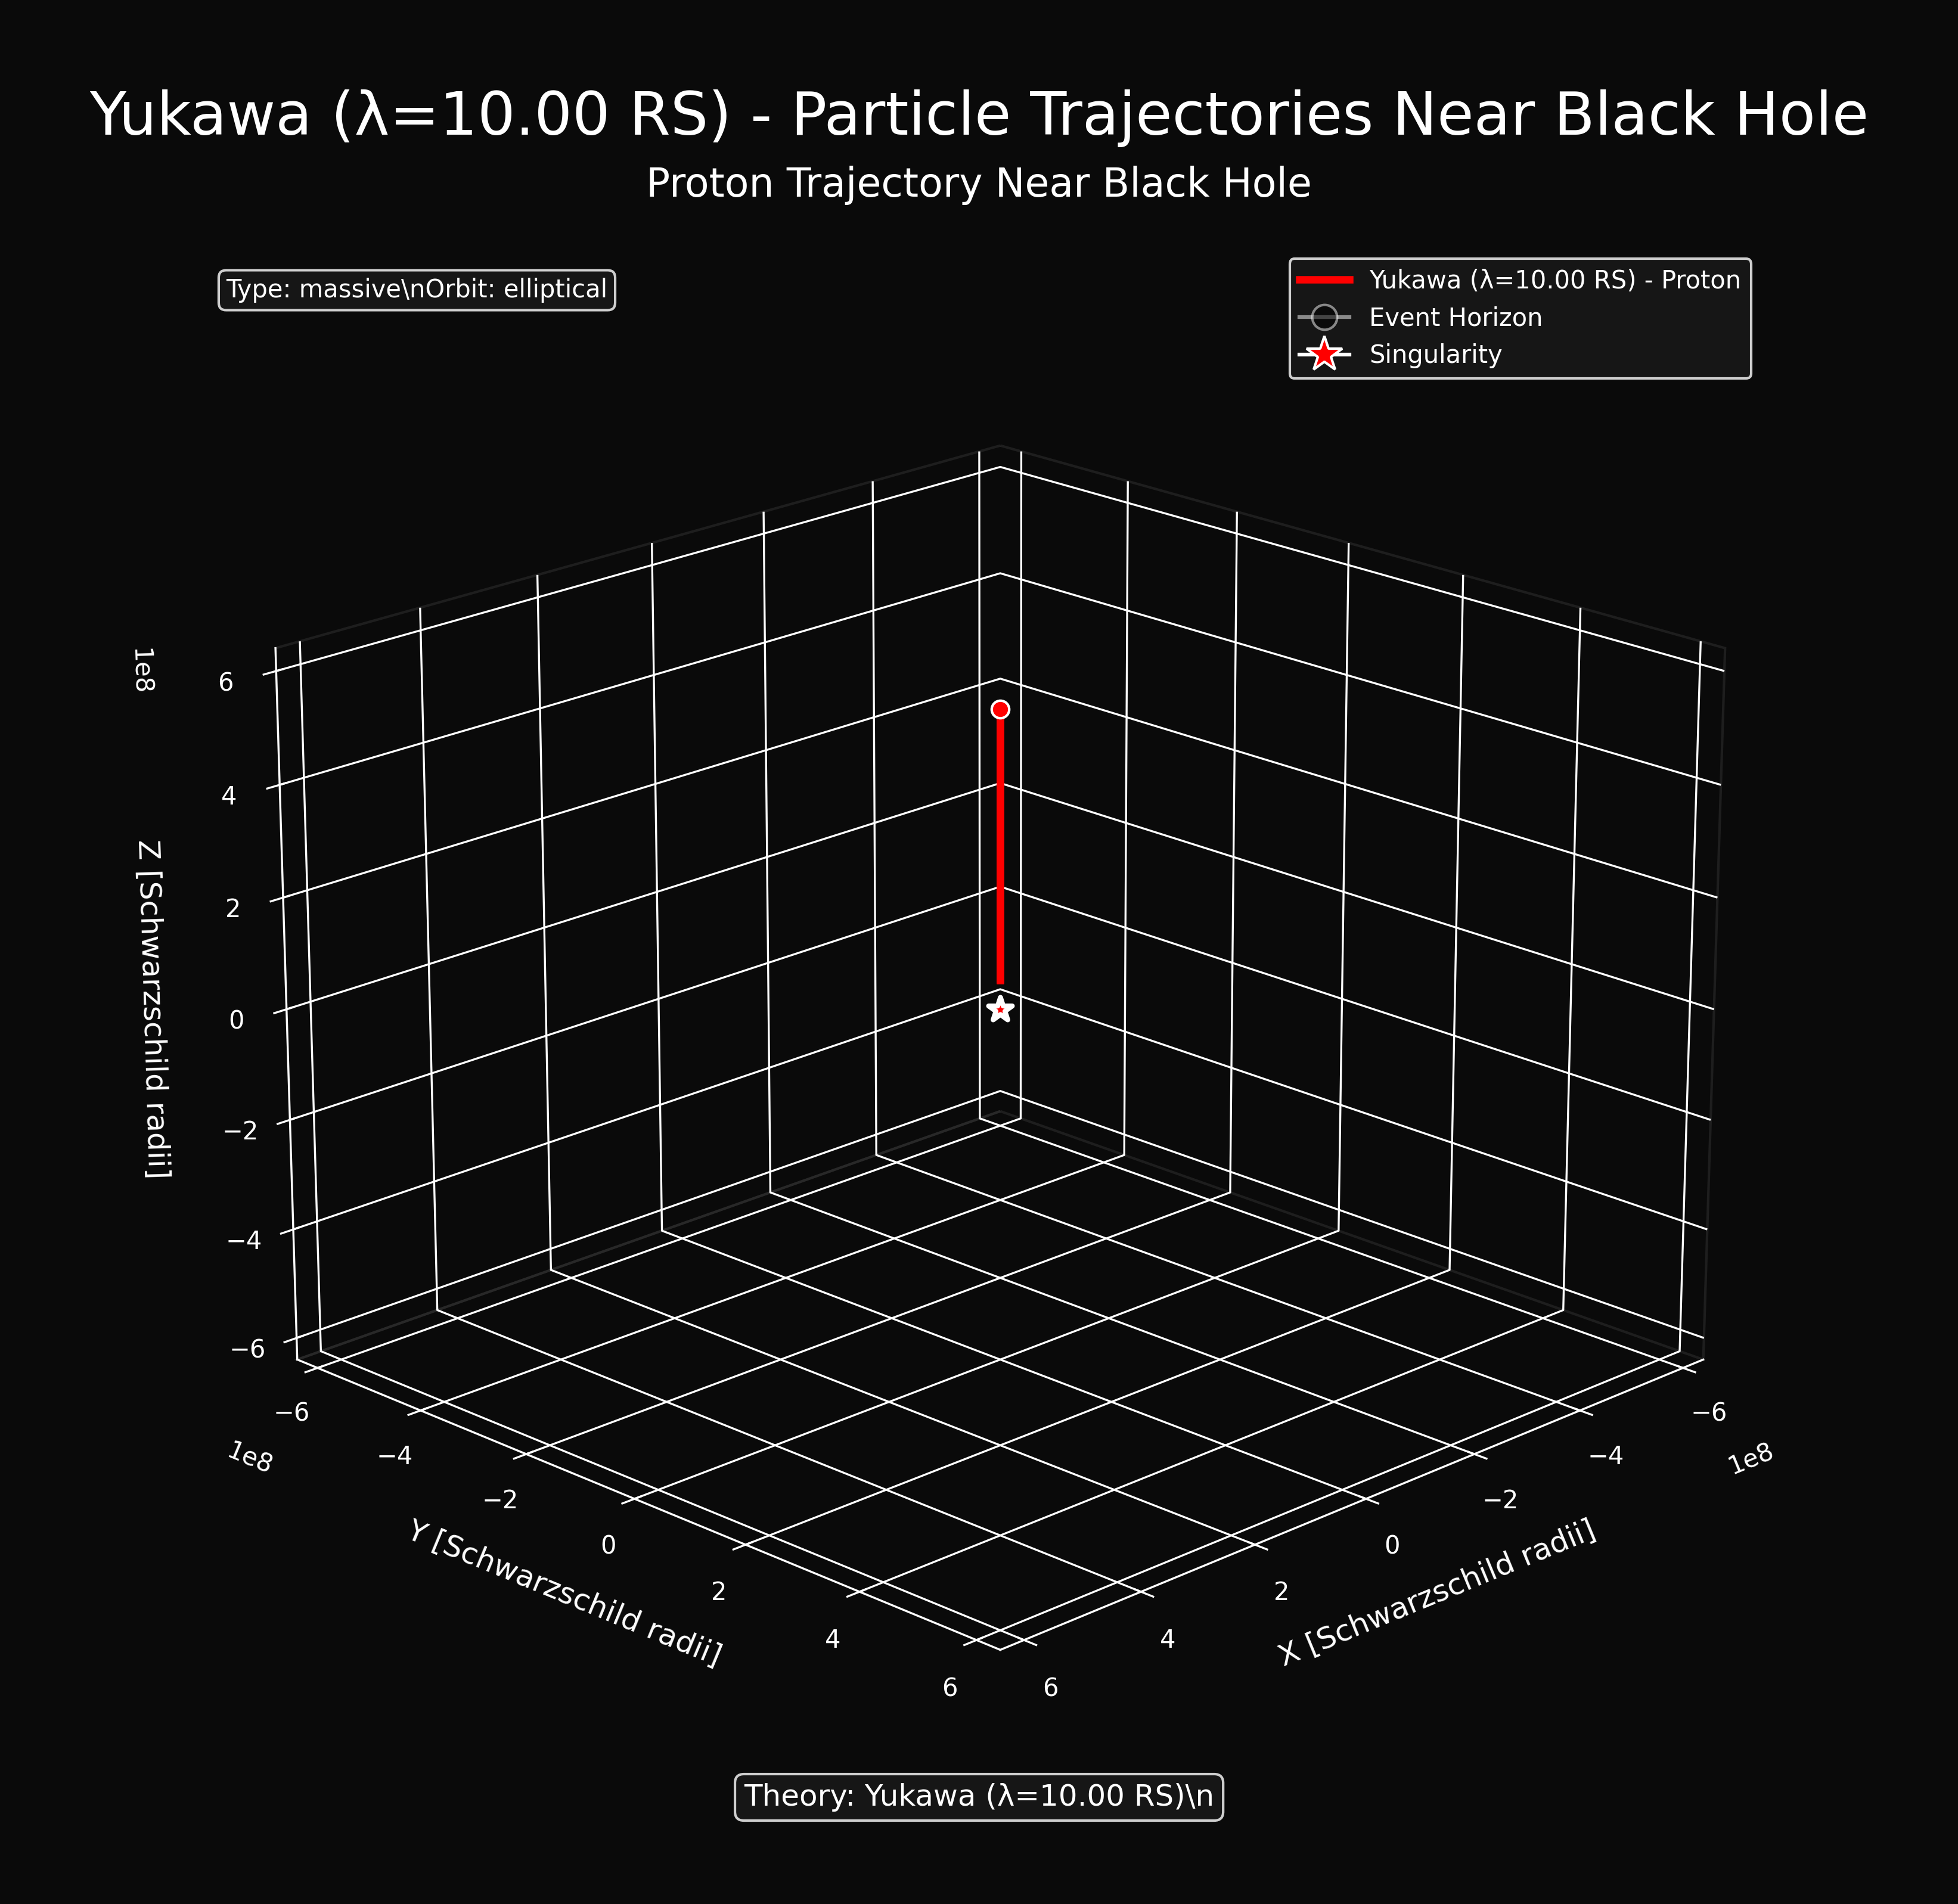 Yukawa (λ=10.00 RS) - Particle Trajectories Near Black Hole
Proton Trajectory Near Black Hole
Type: massive\nOrbit: elliptical
Yukawa (λ=10.00 RS) - Proton
Event Horizon
Singularity
1e8
6
4
2
0
−2
−4
−6
Z [Schwarzschild radii]
−6
−4
−2
0
2
4
6
1e8
Y [Schwarzschild radii]
6
4
2
0
−2
−4
−6
1e8
X [Schwarzschild radii]
Theory: Yukawa (λ=10.00 RS)\n